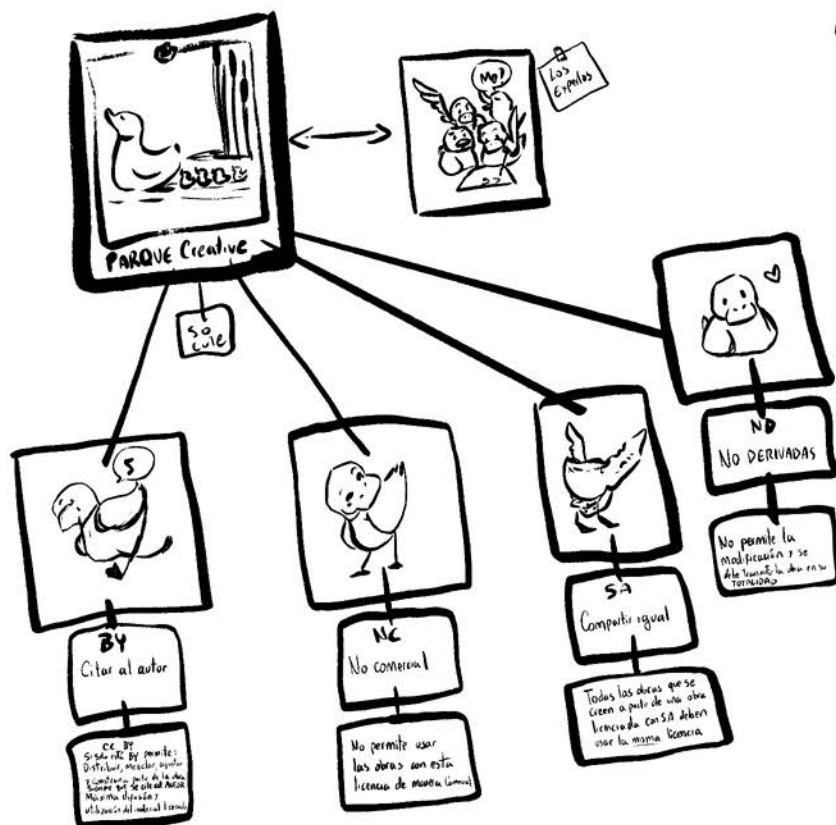 PARQUE Creative
Mo?
Los
Expertos
SO
CUTE
S
BY
Citar al autor
CC BY
Si sólo está BY permite:
Distribuir, mezclar, ajustar
y construir a partir de la obra
siempre que se cite al AUTOR
Máxima difusión y
utilización del material licenciado
NC
No comercial
No permite usar
las obras con esta
licencia de manera Comercial
SA
Compartir igual
Todas las obras que se
creen a partir de una obra
licenciada con SA deben
usar la misma licencia
ND
NO DERIVADAS
No permite la
modificación y se
debe transmitir la obra en su
TOTALIDAD